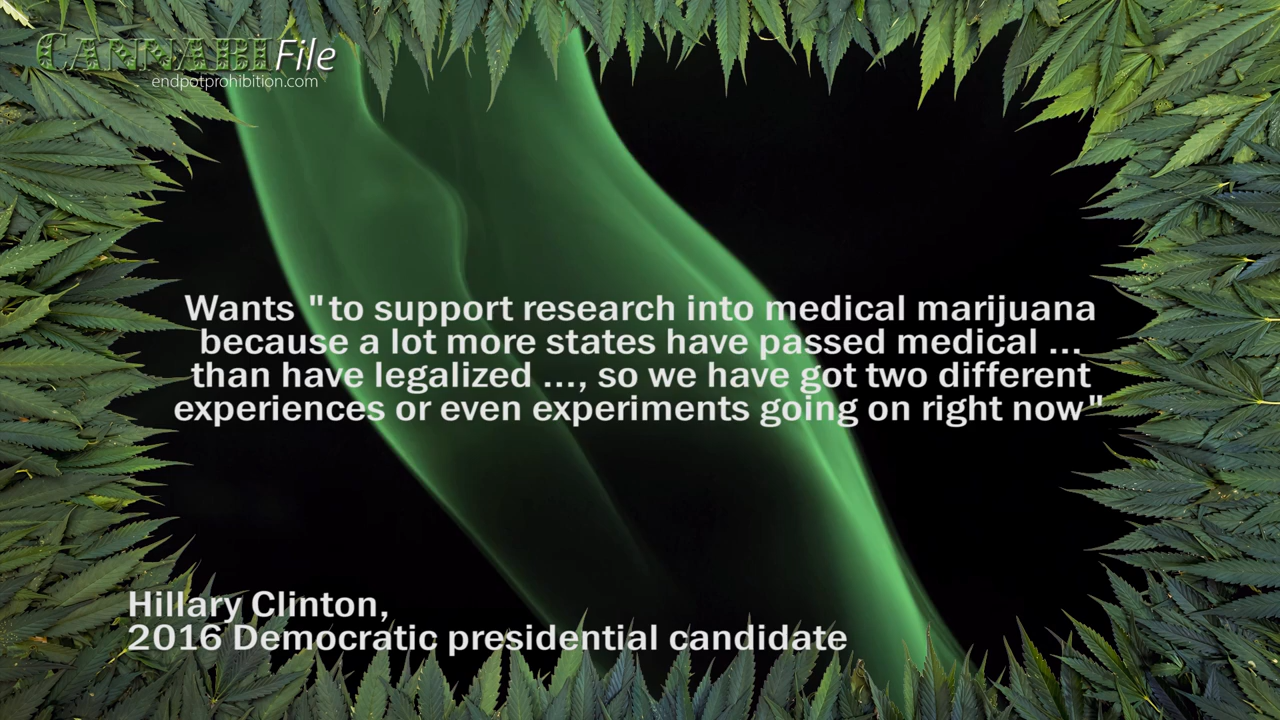 CANNABIFile
endpotprohibition.com
Wants "to support research into medical marijuana
because a lot more states have passed medical ...
than have legalized ..., so we have got two different
experiences or even experiments going on right now"
Hillary Clinton,
2016 Democratic presidential candidate